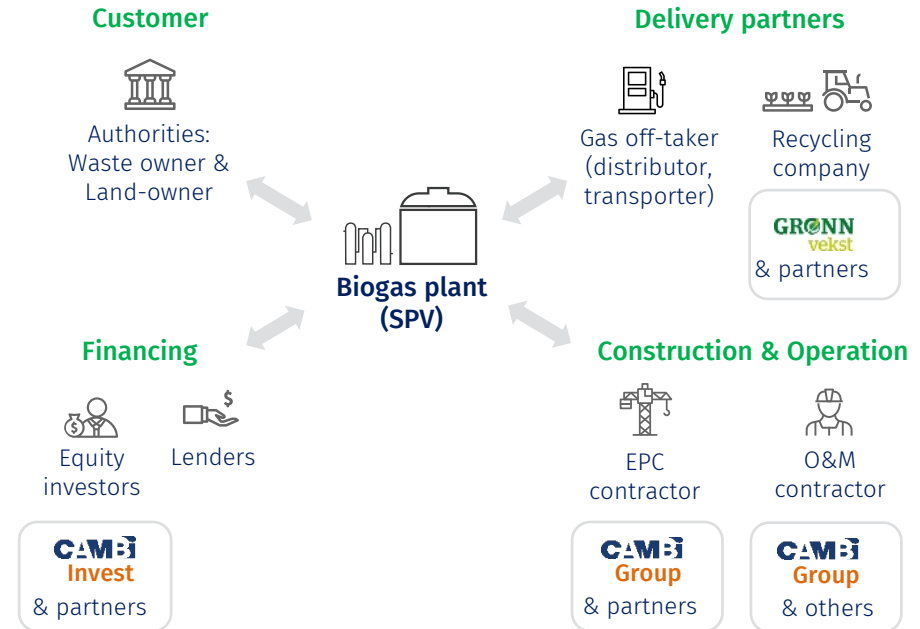 Customer
Authorities:
Waste owner &
Land-owner
Delivery partners
Gas off-taker
(distributor,
transporter)
Recycling
company
GRØNN
vekst
& partners
Biogas plant
(SPV)
Financing
$
Equity
investors
$
Lenders
CAMBI
Invest
& partners
Construction & Operation
EPC
contractor
CAMBI
Group
& partners
O&M
contractor
CAMBI
Group
& others